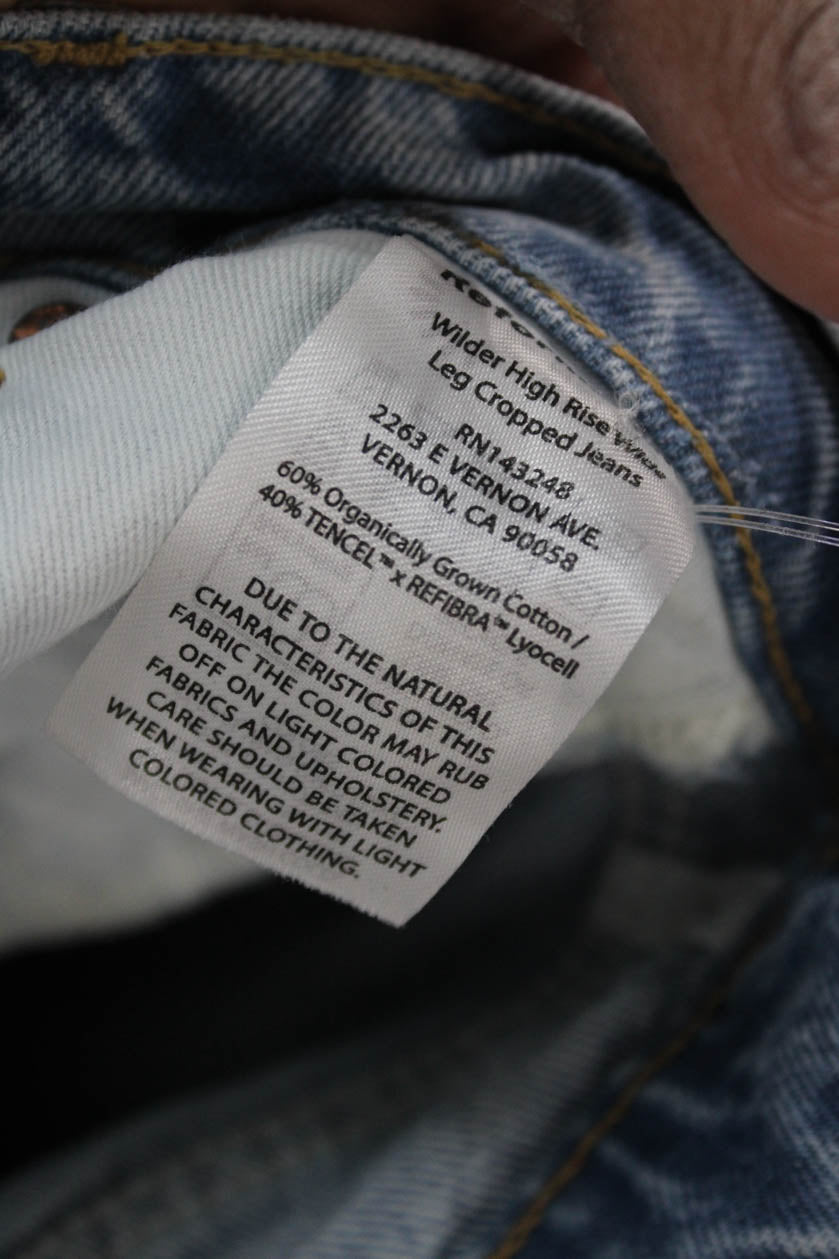 Wilder High Rise
Leg Cropped Jeans
RN143248
2263 E VERNON AVE.
VERNON, CA 90058
60% Organically Grown Cotton /
40% TENCEL™ x REFIBRA™ Lyocell
DUE TO THE NATURAL
CHARACTERISTICS OF THIS
FABRIC THE COLOR MAY RUB
OFF ON LIGHT COLORED
FABRICS AND UPHOLSTERY.
CARE SHOULD BE TAKEN
WHEN WEARING WITH LIGHT
COLORED CLOTHING.